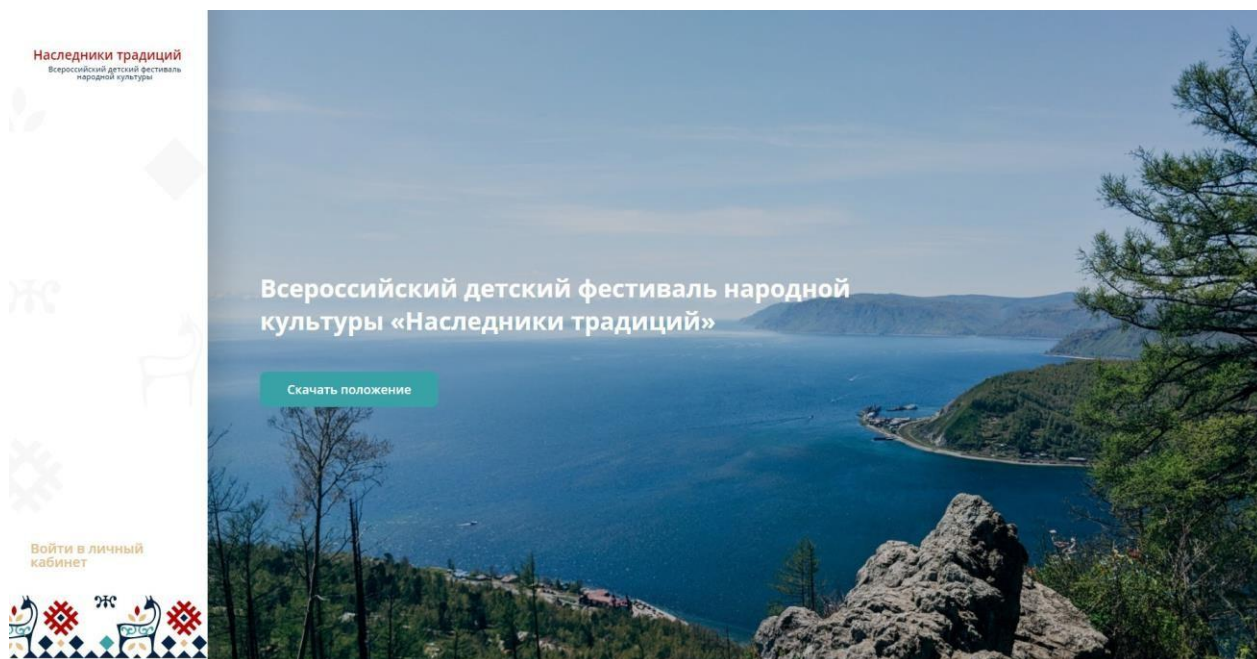 Наследники традиций
Всероссийский детский фестиваль
народной культуры
Всероссийский детский фестиваль народной
культуры «Наследники традиций»
Скачать положение
Войти в личный
кабинет